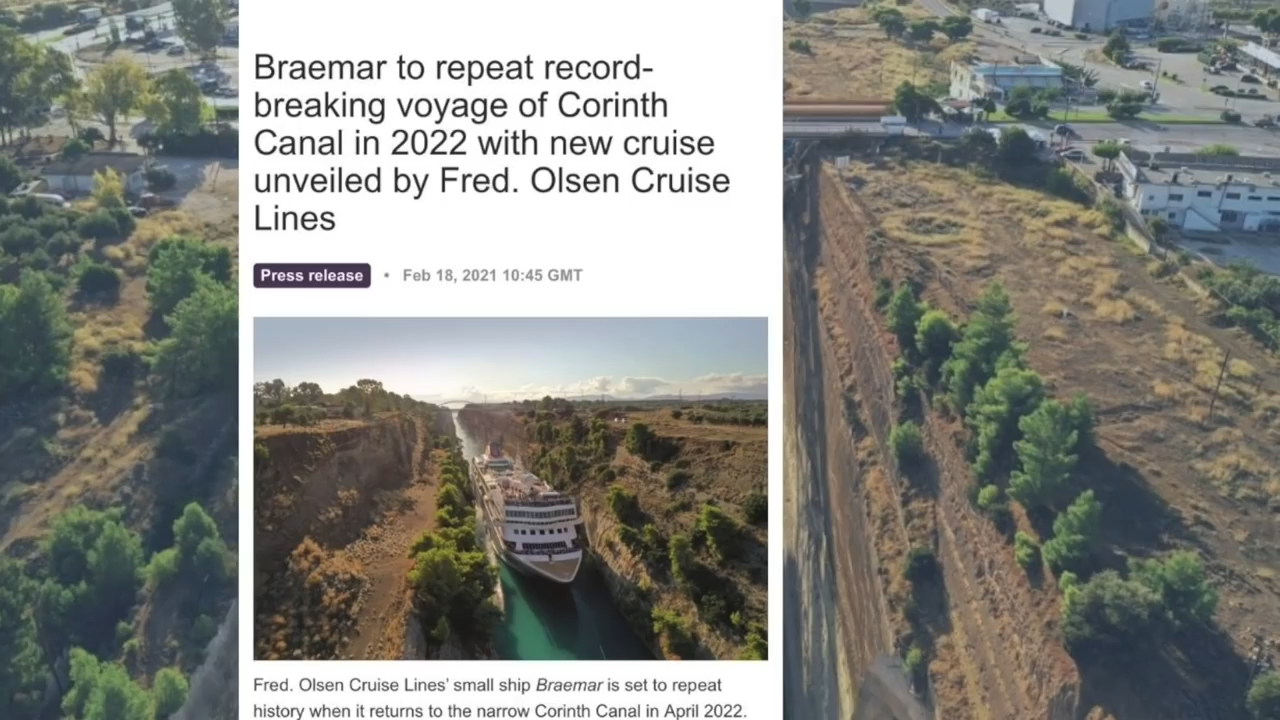 Braemar to repeat record-
breaking voyage of Corinth
Canal in 2022 with new cruise
unveiled by Fred. Olsen Cruise
Lines
Press release • Feb 18, 2021 10:45 GMT
Fred. Olsen Cruise Lines’ small ship Braemar is set to repeat
history when it returns to the narrow Corinth Canal in April 2022.